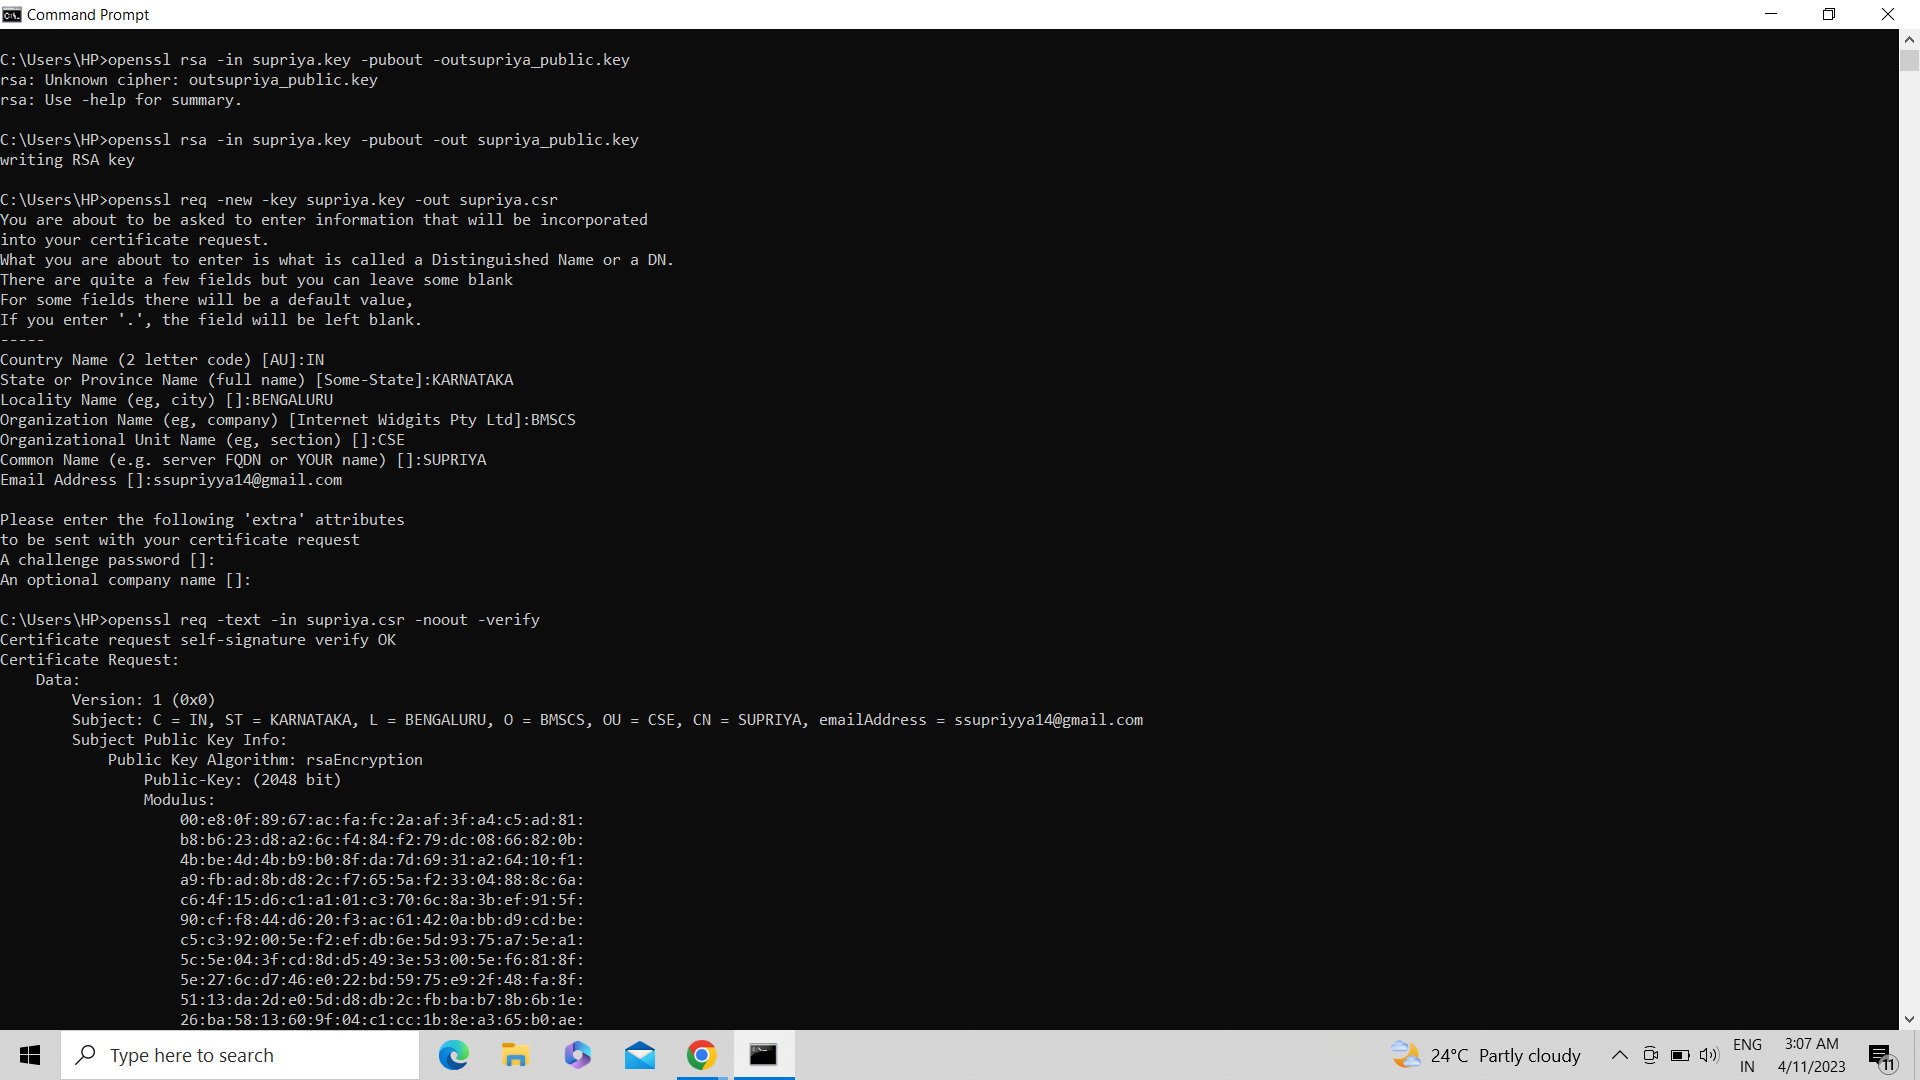 Command Prompt
C:\Users\HP>openssl rsa -in supriya.key -pubout -outsupriya_public.key
rsa: Unknown cipher: outsupriya_public.key
rsa: Use -help for summary.
C:\Users\HP>openssl rsa -in supriya.key -pubout -out supriya_public.key
writing RSA key
C:\Users\HP>openssl req -new -key supriya.key -out supriya.csr
You are about to be asked to enter information that will be incorporated
into your certificate request.
What you are about to enter is what is called a Distinguished Name or a DN.
There are quite a few fields but you can leave some blank
For some fields there will be a default value,
If you enter '.', the field will be left blank.
-----
Country Name (2 letter code) [AU]:IN
State or Province Name (full name) [Some-State]:KARNATAKA
Locality Name (eg, city) []:BENGALURU
Organization Name (eg, company) [Internet Widgits Pty Ltd]:BMSCS
Organizational Unit Name (eg, section) []:CSE
Common Name (e.g. server FQDN or YOUR name) []:SUPRIYA
Email Address []:ssupriyya14@gmail.com
Please enter the following 'extra' attributes
to be sent with your certificate request
A challenge password []:
An optional company name []:
C:\Users\HP>openssl req -text -in supriya.csr -noout -verify
Certificate request self-signature verify OK
Certificate Request:
    Data:
        Version: 1 (0x0)
        Subject: C = IN, ST = KARNATAKA, L = BENGALURU, O = BMSCS, OU = CSE, CN = SUPRIYA, emailAddress = ssupriyya14@gmail.com
        Subject Public Key Info:
            Public Key Algorithm: rsaEncryption
                Public-Key: (2048 bit)
                Modulus:
                    00:e8:0f:89:67:ac:fa:fc:2a:af:3f:a4:c5:ad:81:
                    b8:b6:23:d8:a2:6c:f4:84:f2:79:dc:08:66:82:0b:
                    4b:be:4d:4b:b9:b0:8f:da:7d:69:31:a2:64:10:f1:
                    a9:fb:ad:8b:d8:2c:f7:65:5a:f2:33:04:88:8c:6a:
                    c6:4f:15:d6:c1:a1:01:c3:70:6c:8a:3b:ef:91:5f:
                    90:cf:f8:44:d6:20:f3:ac:61:42:0a:bb:d9:cd:be:
                    c5:c3:92:00:5e:f2:ef:db:6e:5d:93:75:a7:5e:a1:
                    5c:5e:04:3f:cd:8d:d5:49:3e:53:00:5e:f6:81:8f:
                    5e:27:6c:d7:46:e0:22:bd:59:75:e9:2f:48:fa:8f:
                    51:13:da:2d:e0:5d:d8:db:2c:fb:ba:b7:8b:6b:1e:
                    26:ba:58:13:60:9f:04:c1:cc:1b:8e:a3:65:b0:ae:
Type here to search
24°C Partly cloudy
ENG
IN
3:07 AM
4/11/2023
11